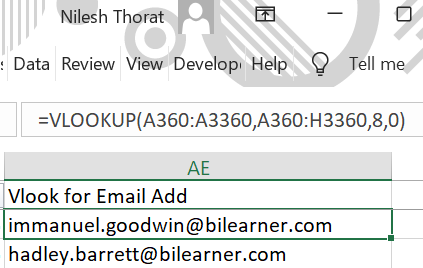 Nilesh Thorat
Data Review View Develop Help Tell me
=VLOOKUP(A360:A3360,A360:H3360,8,0)
AE
Vlook for Email Add
immanuel.goodwin@bilearner.com
hadley.barrett@bilearner.com